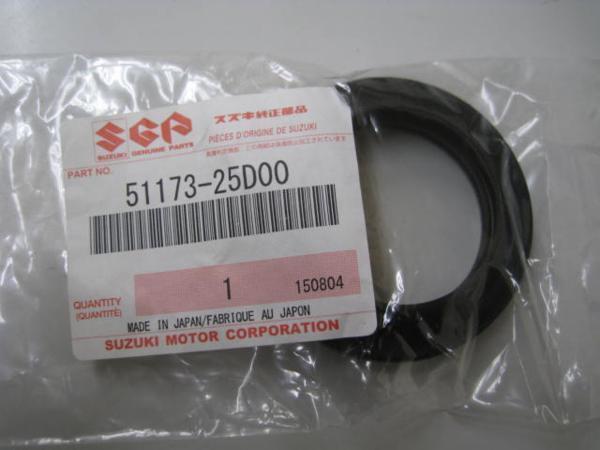 SGP
SUZUKI GENUINE PARTS
スズキ純正部品
PIÈCES D'ORIGINE DE SUZUKI
PART NO.
51173-25D00
QUANTITY
(QUANTITÉ)
1
150804
MADE IN JAPAN/FABRIQUE AU JAPON
SUZUKI MOTOR CORPORATION